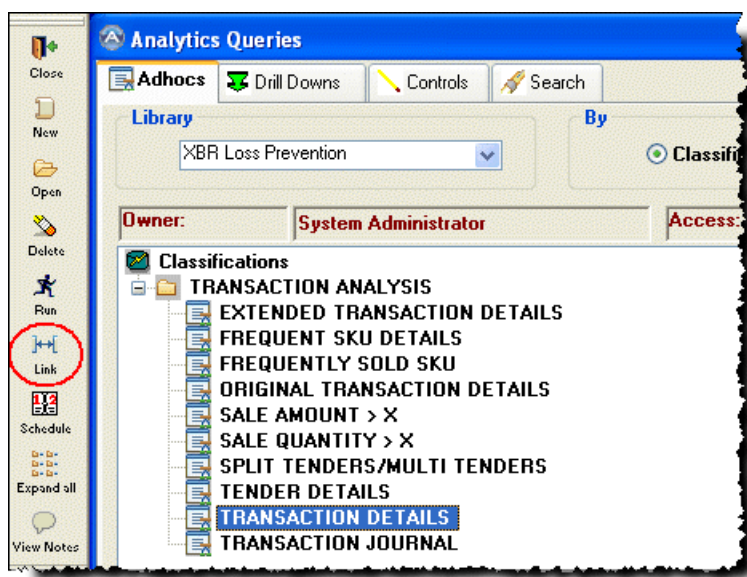 Close
New
Open
Delete
Run
Link
Schedule
Expand all
View Notes
Analytics Queries
Adhocs Drill Downs Controls Search
Library By
XBR Loss Prevention Classifi
Owner: System Administrator Access:
Classifications
TRANSACTION ANALYSIS
EXTENDED TRANSACTION DETAILS
FREQUENT SKU DETAILS
FREQUENTLY SOLD SKU
ORIGINAL TRANSACTION DETAILS
SALE AMOUNT > X
SALE QUANTITY > X
SPLIT TENDERS/MULTI TENDERS
TENDER DETAILS
TRANSACTION DETAILS
TRANSACTION JOURNAL